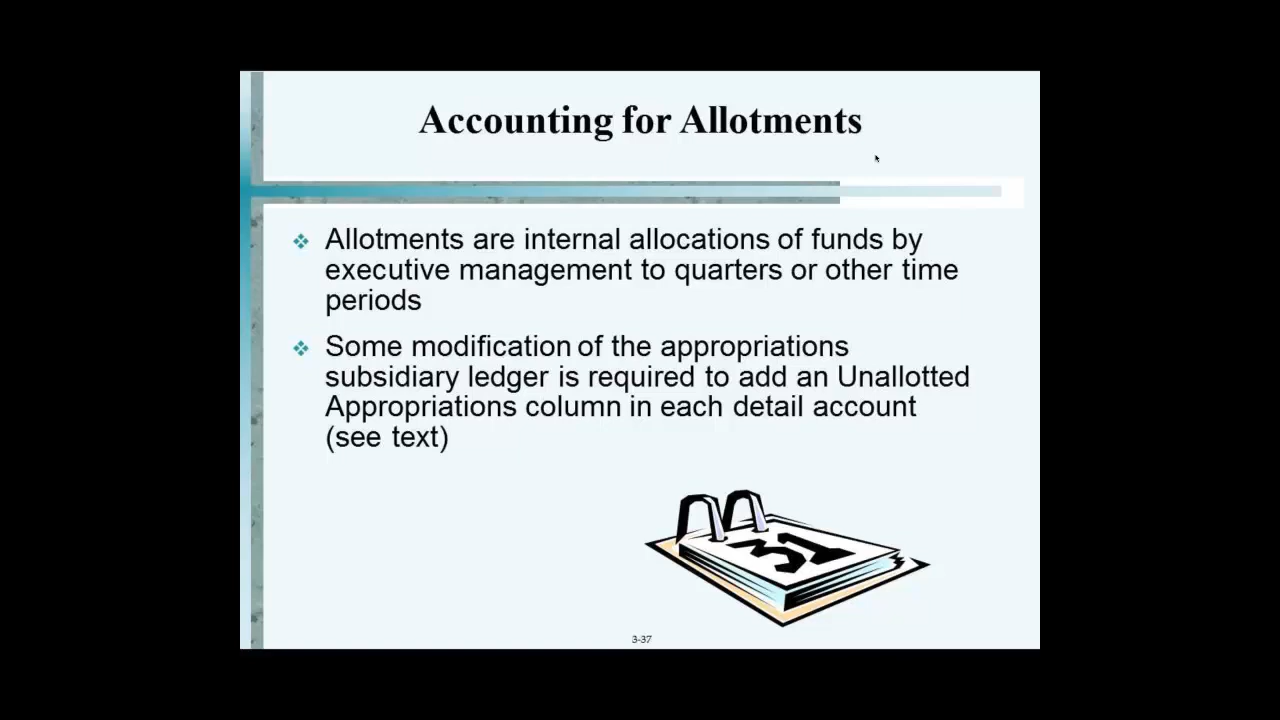 Accounting for Allotments
Allotments are internal allocations of funds by
executive management to quarters or other time
periods
Some modification of the appropriations
subsidiary ledger is required to add an Unallotted
Appropriations column in each detail account
(see text)
31
3-37